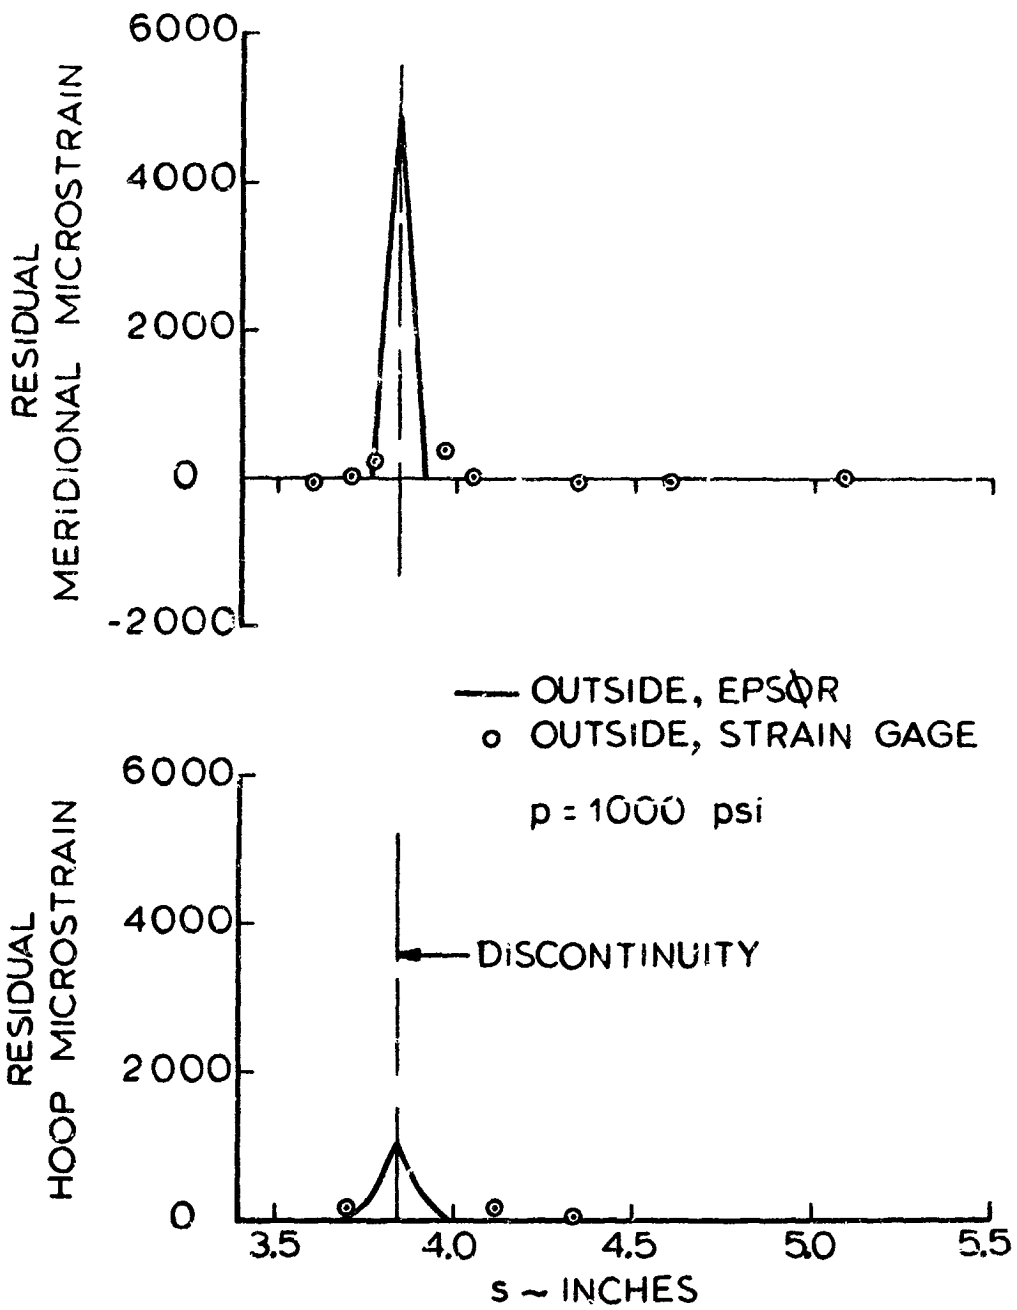 6000
4000
2000
0
-2000
RESIDUAL
MERIDIONAL MICROSTRAIN
OUTSIDE, EPSØR
OUTSIDE, STRAIN GAGE
p = 1000 psi
6000
4000
2000
0
RESIDUAL
HOOP MICROSTRAIN
DISCONTINUITY
3.5 4.0 4.5 5.0 5.5
s ~ INCHES